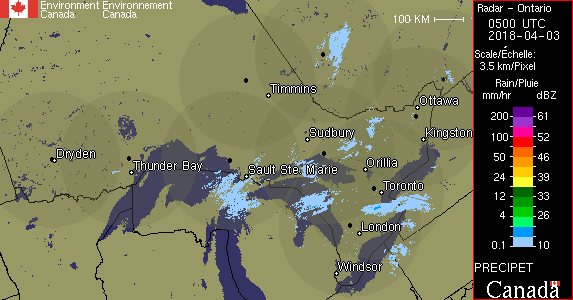 Environment Environnement
Canada Canada
100 KM
Timmins
Ottawa
Sudbury
Kingston
Dryden
Thunder Bay
Sault Ste. Marie
Orillia
Toronto
London
Windsor
Radar - Ontario
0500 UTC
2018-04-03
Scale/Échelle:
3.5 km/Pixel
Rain/Pluie
mm/hr dBZ
200 61
100 52
50 46
24 39
12 33
4 26
0.1 10
PRECIPET
Canada